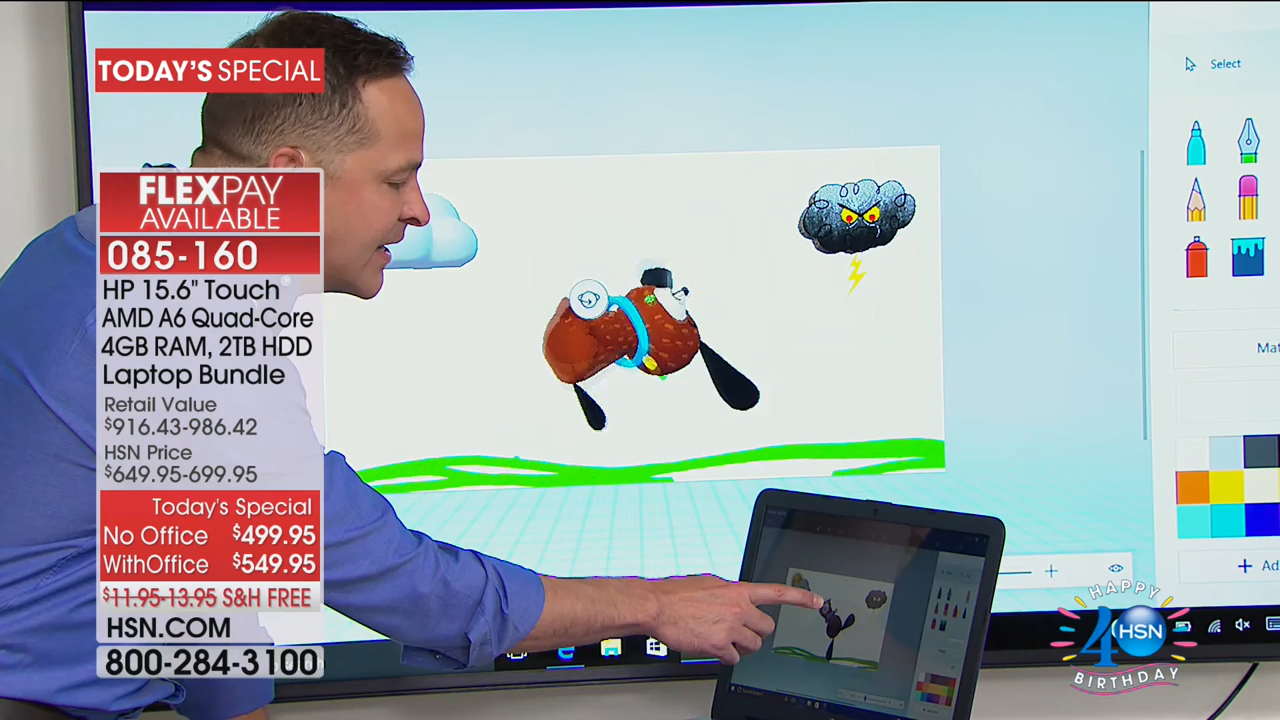 TODAY'S SPECIAL
FLEXPAY
AVAILABLE
085-160
HP 15.6" Touch
AMD A6 Quad-Core
4GB RAM, 2TB HDD
Laptop Bundle
Retail Value
$916.43-986.42
HSN Price
$649.95-699.95
Today's Special
No Office $499.95
WithOffice $549.95
$11.95-13.95 S&H FREE
HSN.COM
800-284-3100
Select
Mat
Ad
HAPPY
40 HSN
BIRTHDAY